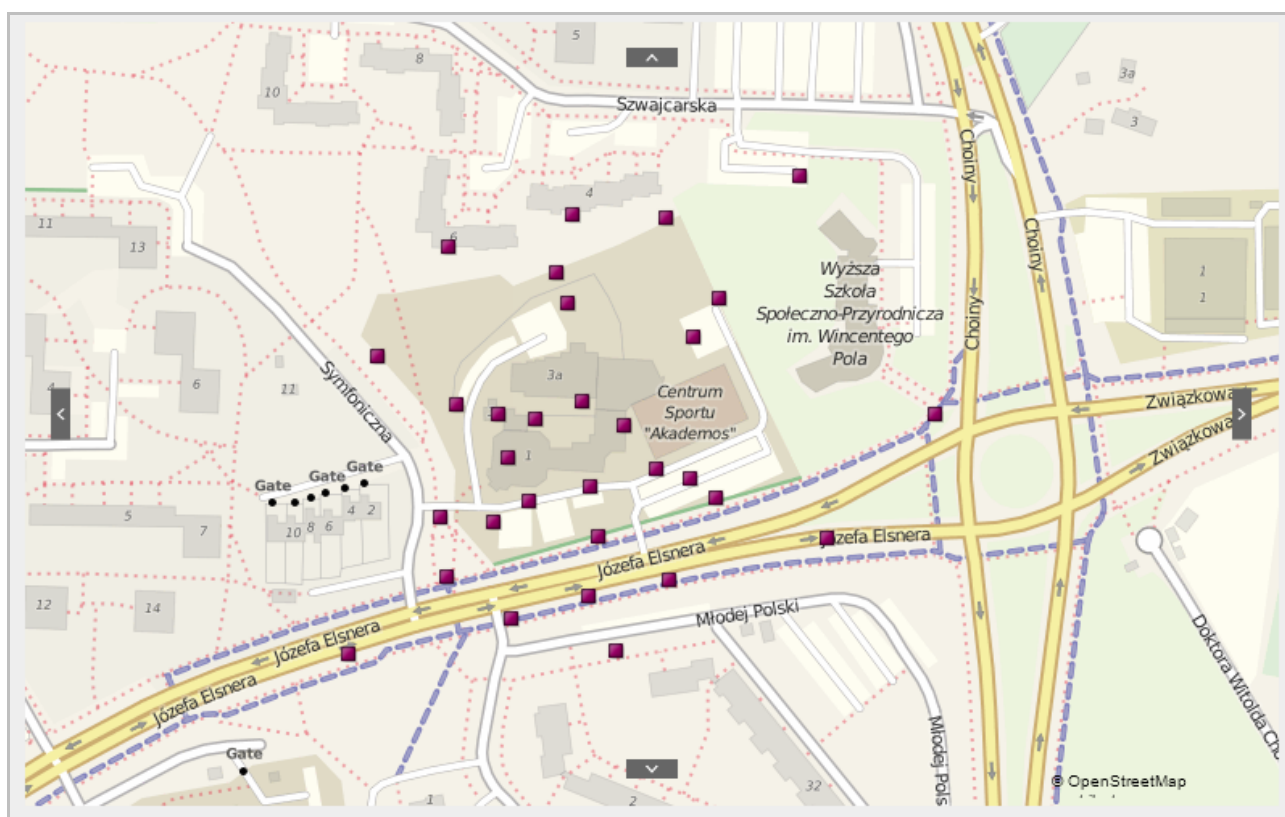 5
8
10
3a
Szwajcarska
3
Choiny
4
11
13
6
Choiny
Wyższa
Szkoła
Społeczno-Przyrodnicza
im. Wincentego
Pola
Choiny
1
1
4
6
11
Symfoniczna
3a
Centrum
Sportu
"Akademos"
Związkowa
Związkowa
1
Gate
Gate
Gate
5
7
10
8
6
4
2
Józefa Elsnera
Józefa Elsnera
12
14
Józefa Elsnera
Józefa Elsnera
Młodej Polski
Doktora Witolda
Gate
Młodej Pols
32
1
2
© OpenStreetMap